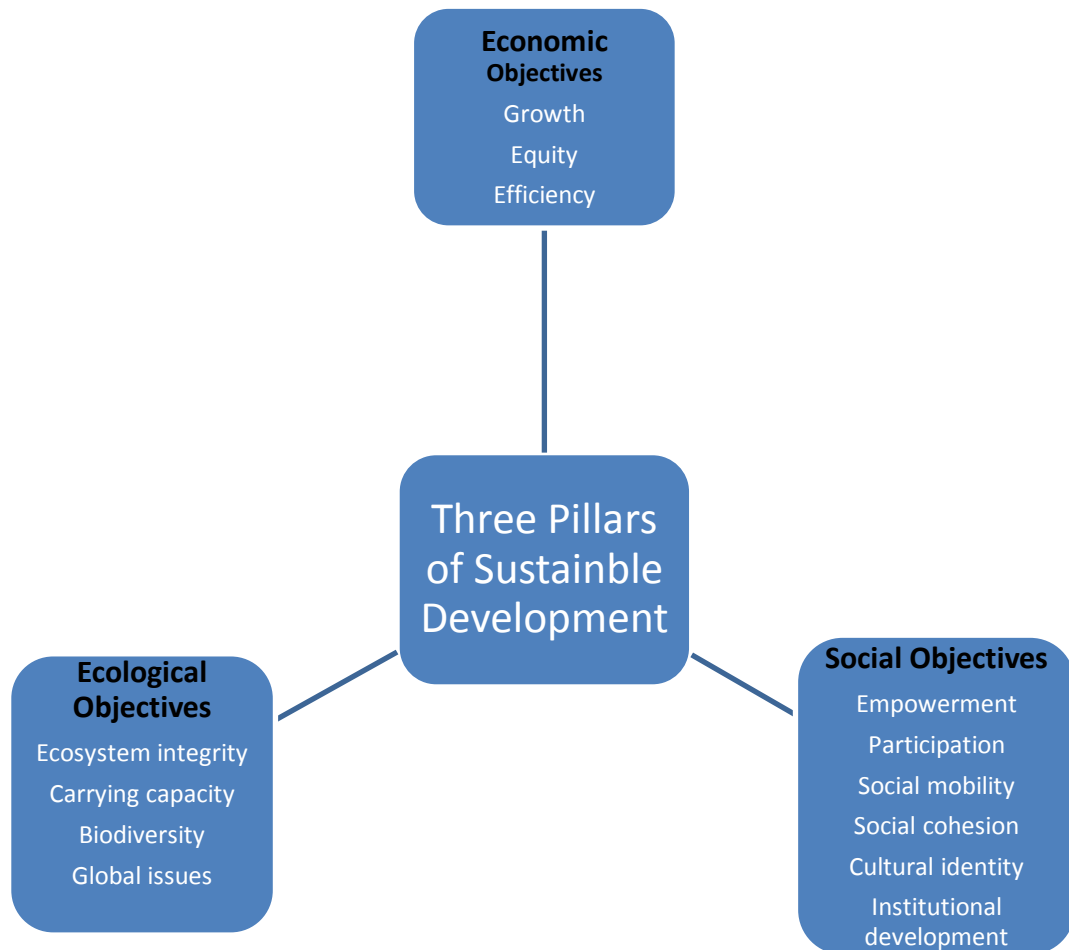 Economic
Objectives
Growth
Equity
Efficiency
Three Pillars
of Sustainble
Development
Ecological
Objectives
Ecosystem integrity
Carrying capacity
Biodiversity
Global issues
Social Objectives
Empowerment
Participation
Social mobility
Social cohesion
Cultural identity
Institutional
development